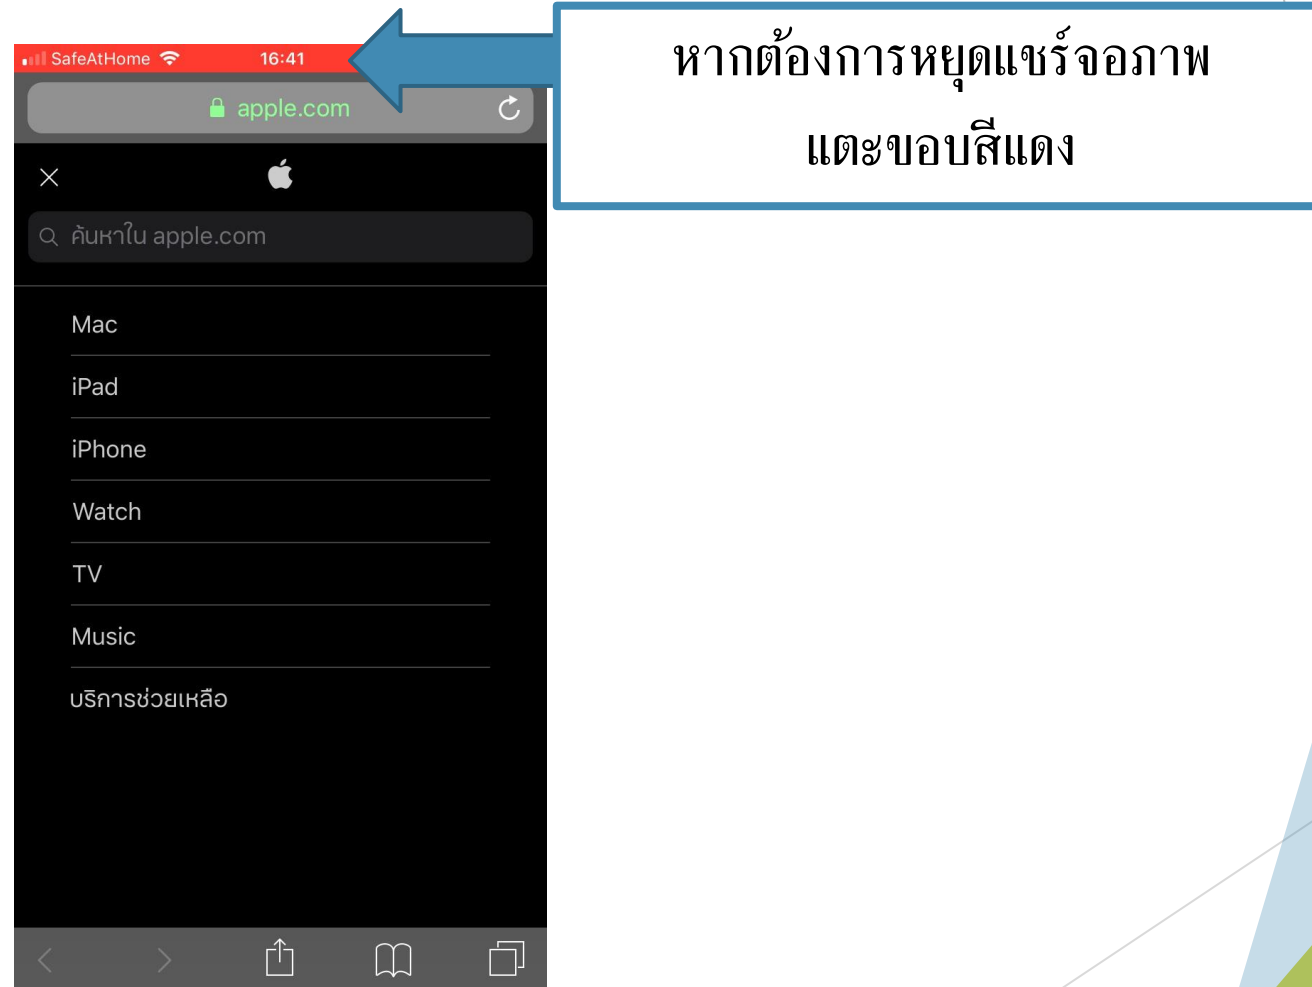 SafeAtHome 16:41
หากต้องการหยุดแชร์จอภาพ
แตะขอบสีแดง
apple.com
ค้นหาใน apple.com
Mac
iPad
iPhone
Watch
TV
Music
บริการช่วยเหลือ